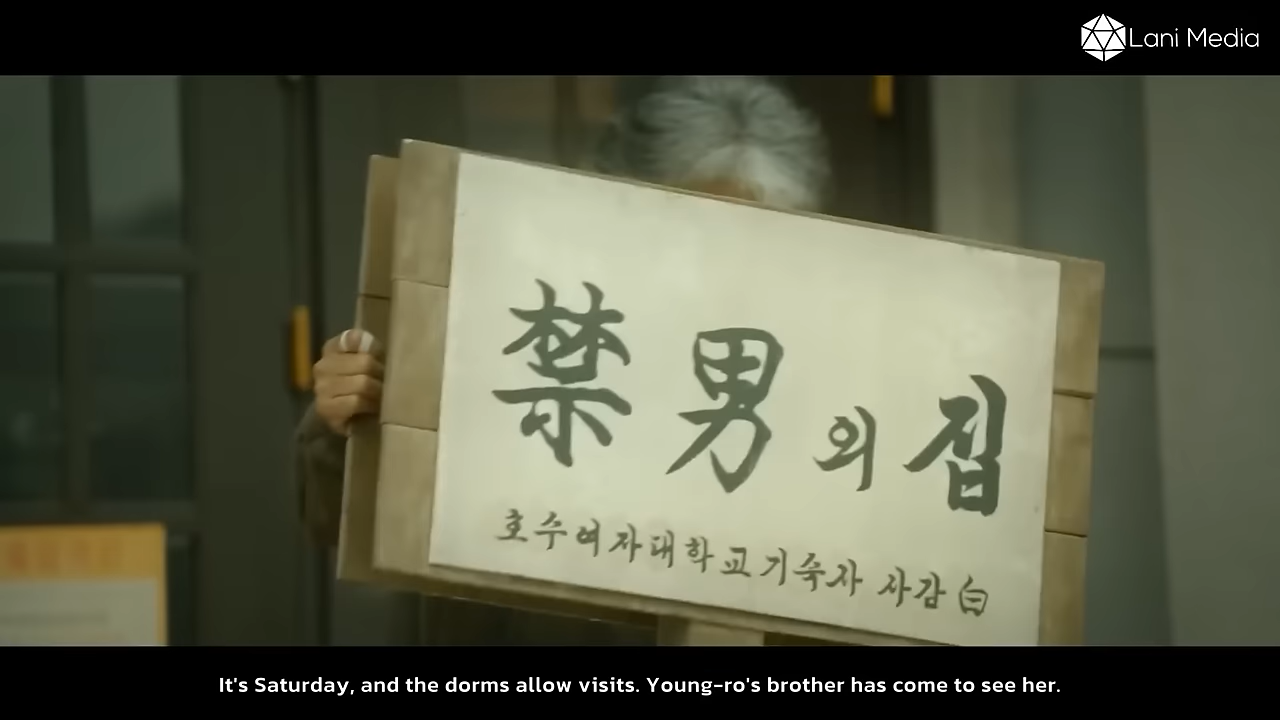 Lani Media
禁男의 집
호수여자대학교기숙사 사감 白
It's Saturday, and the dorms allow visits. Young-ro's brother has come to see her.